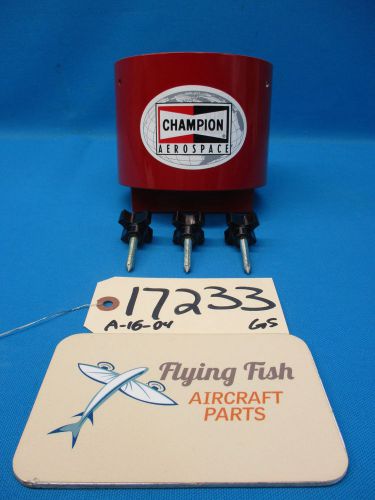 CHAMPION
AEROSPACE
17233
A-16-04 GS
Flying Fish
AIRCRAFT
PARTS